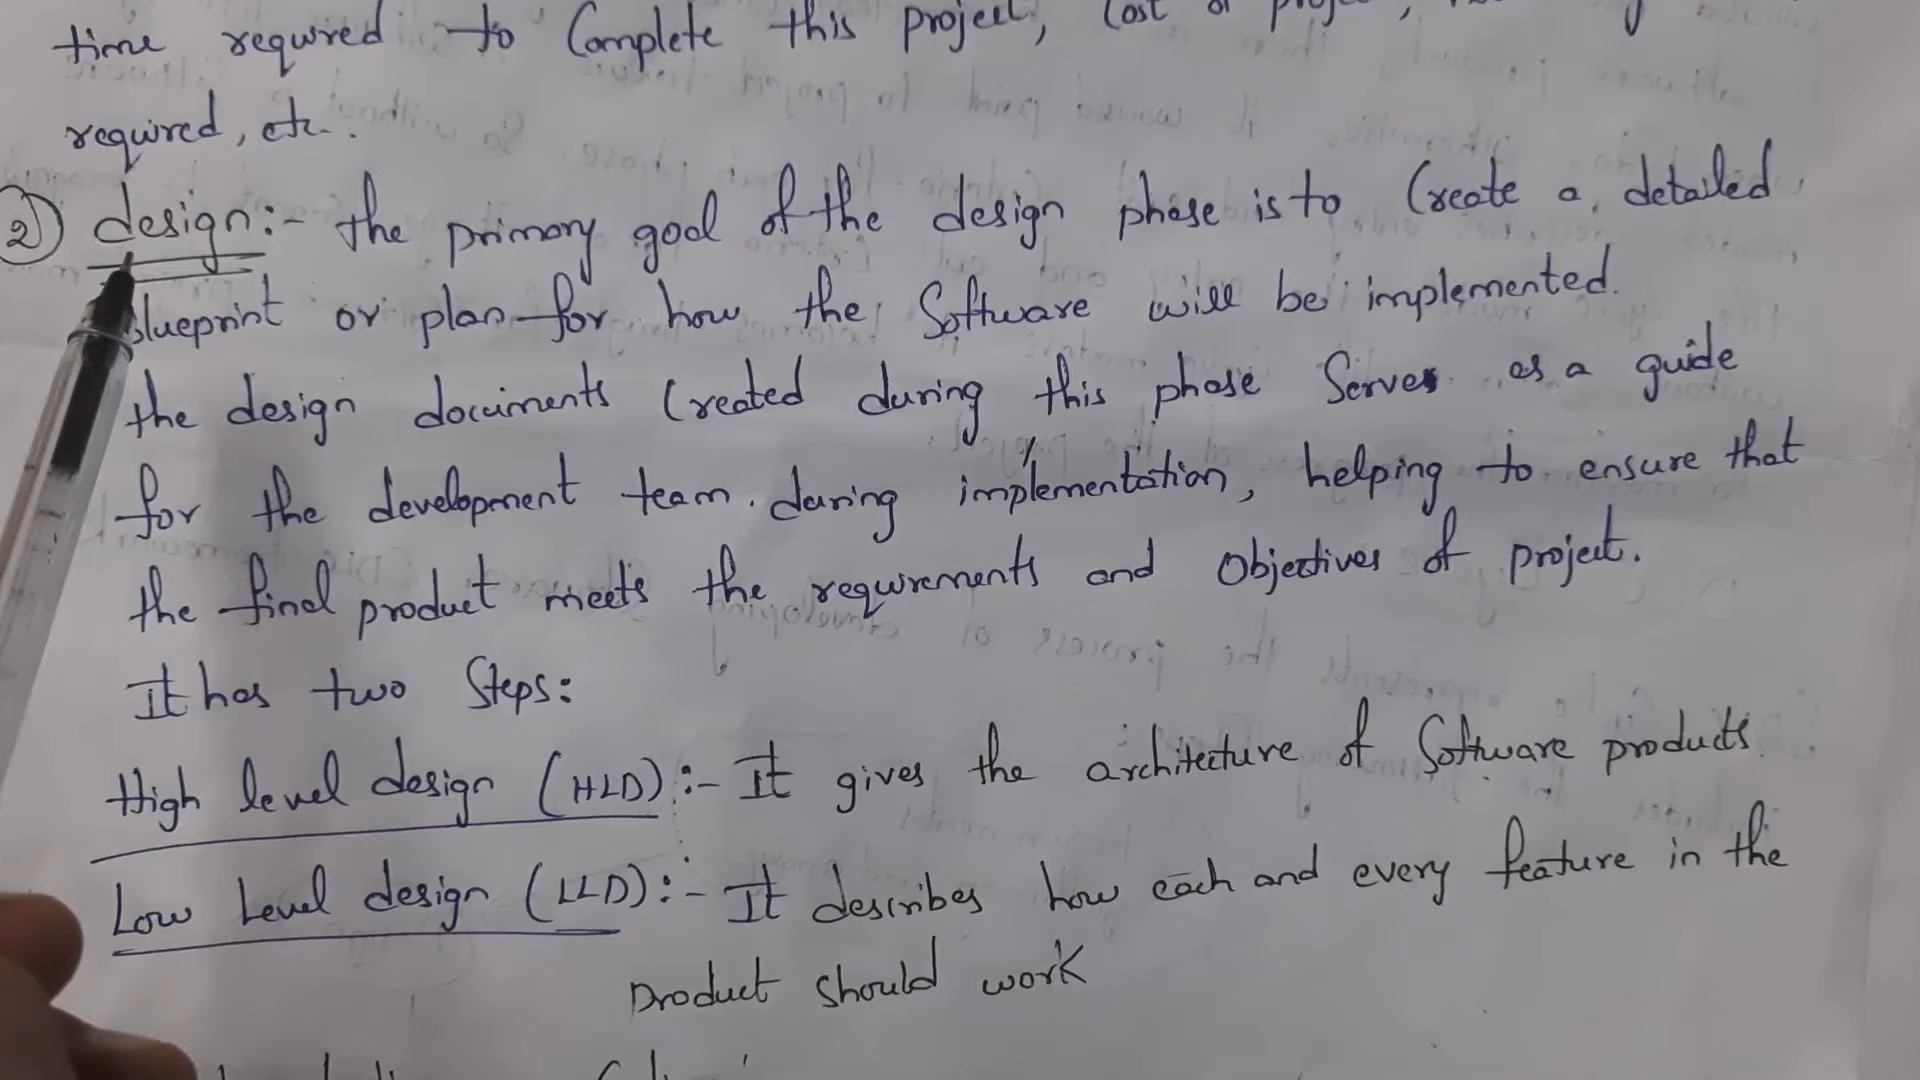 time required to Complete this project, Cost of
required, etc.
2) design:- the primary goal of the design phase is to Create a detailed
blueprint or plan for how the Software will be implemented.
the design documents Created during this phase Serves as a guide
for the development team. during implementation, helping to ensure that
the final product meets the requirements and Objectives of project.
It has two Steps:
High level design (HLD):- It gives the architecture of Software products
Low Level design (LLD):- It describes how each and every feature in the
Product should work